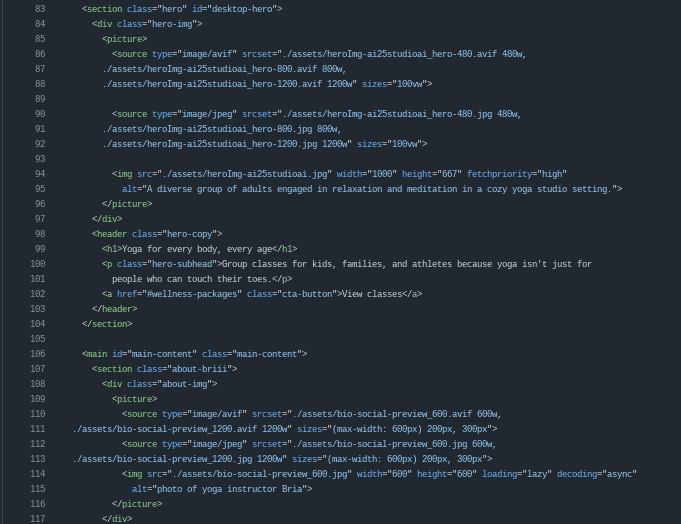 83 <section class="hero" id="desktop-hero">
84 <div class="hero-img">
85 <picture>
86 <source type="image/avif" srcset="./assets/heroImg-ai25studioai_hero-480.avif 480w,
87 ./assets/heroImg-ai25studioai_hero-800.avif 800w,
88 ./assets/heroImg-ai25studioai_hero-1200.avif 1200w" sizes="100vw">
89
90 <source type="image/jpeg" srcset="./assets/heroImg-ai25studioai_hero-480.jpg 480w,
91 ./assets/heroImg-ai25studioai_hero-800.jpg 800w,
92 ./assets/heroImg-ai25studioai_hero-1200.jpg 1200w" sizes="100vw">
93
94 <img src="./assets/heroImg-ai25studioai.jpg" width="1000" height="667" fetchpriority="high"
95 alt="A diverse group of adults engaged in relaxation and meditation in a cozy yoga studio setting.">
96 </picture>
97 </div>
98 <header class="hero-copy">
99 <h1>Yoga for every body, every age</h1>
100 <p class="hero-subhead">Group classes for kids, families, and athletes because yoga isn't just for
101 people who can touch their toes.</p>
102 <a href="#wellness-packages" class="cta-button">View classes</a>
103 </header>
104 </section>
105
106 <main id="main-content" class="main-content">
107 <section class="about-briii">
108 <div class="about-img">
109 <picture>
110 <source type="image/avif" srcset="./assets/bio-social-preview_600.avif 600w,
111 ./assets/bio-social-preview_1200.avif 1200w" sizes="(max-width: 600px) 200px, 300px">
112 <source type="image/jpeg" srcset="./assets/bio-social-preview_600.jpg 600w,
113 ./assets/bio-social-preview_1200.jpg 1200w" sizes="(max-width: 600px) 200px, 300px">
114 <img src="./assets/bio-social-preview_600.jpg" width="600" height="600" loading="lazy" decoding="async"
115 alt="photo of yoga instructor Bria">
116 </picture>
117 </div>